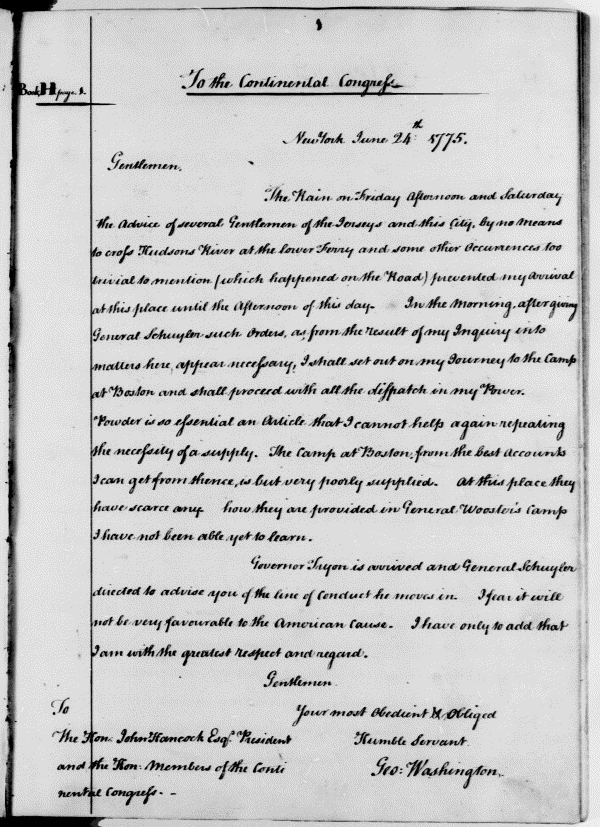 1
Book H page 1.
To the Continental Congress
New York June 24th 1775.
Gentlemen.
The Rain on Friday Afternoon and Saturday
the Advice of several Gentlemen of the Jerseys and this City, by no means
to cross Hudsons River at the lower Ferry and some other Occurrences too
trivial to mention (which happened on the Road) prevented my Arrival
at this place until the Afternoon of this day. In the Morning, after giving
General Schuyler such Orders, as, from the result of my Inquiry into
matters here, appear necessary, I shall set out on my Journey to the Camp
at Boston and shall proceed with all the disspatch in my Power.
Powder is so essential an Article that I cannot help again repeating
the necessity of a supply. The Camp at Boston, from the best Accounts
I can get from thence, is but very poorly supplied. At this place they
have scarce any how they are provided in General Wooster's Camp
I have not been able yet to learn.
Governor Tryon is arrived and General Schuyler
directed to advise you of the line of Conduct he moves in. I fear it will
not be very favourable to the American Cause. I have only to add that
I am with the greatest respect and regard.
Gentlemen
Your most Obedient & Obliged
Humble Servant.
Geo: Washington.
To
The Hon: John Hancock Esqr. President
and the Hon: Members of the Conti
nental Congress. -